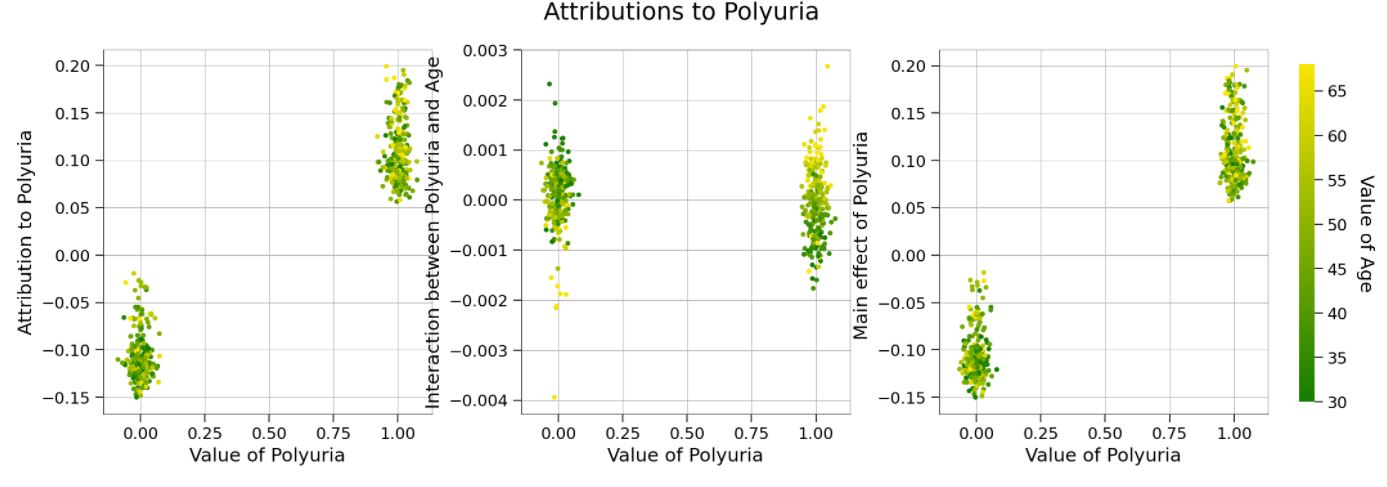 Attributions to Polyuria
Attribution to Polyuria
0.20
0.15
0.10
0.05
0.00
−0.05
−0.10
−0.15
0.00 0.25 0.50 0.75 1.00
Value of Polyuria
Interaction between Polyuria and Age
0.003
0.002
0.001
0.000
−0.001
−0.002
−0.003
−0.004
0.00 0.25 0.50 0.75 1.00
Value of Polyuria
Main effect of Polyuria
0.20
0.15
0.10
0.05
0.00
−0.05
−0.10
−0.15
0.00 0.25 0.50 0.75 1.00
Value of Polyuria
65
60
55
50
45
40
35
30
Value of Age